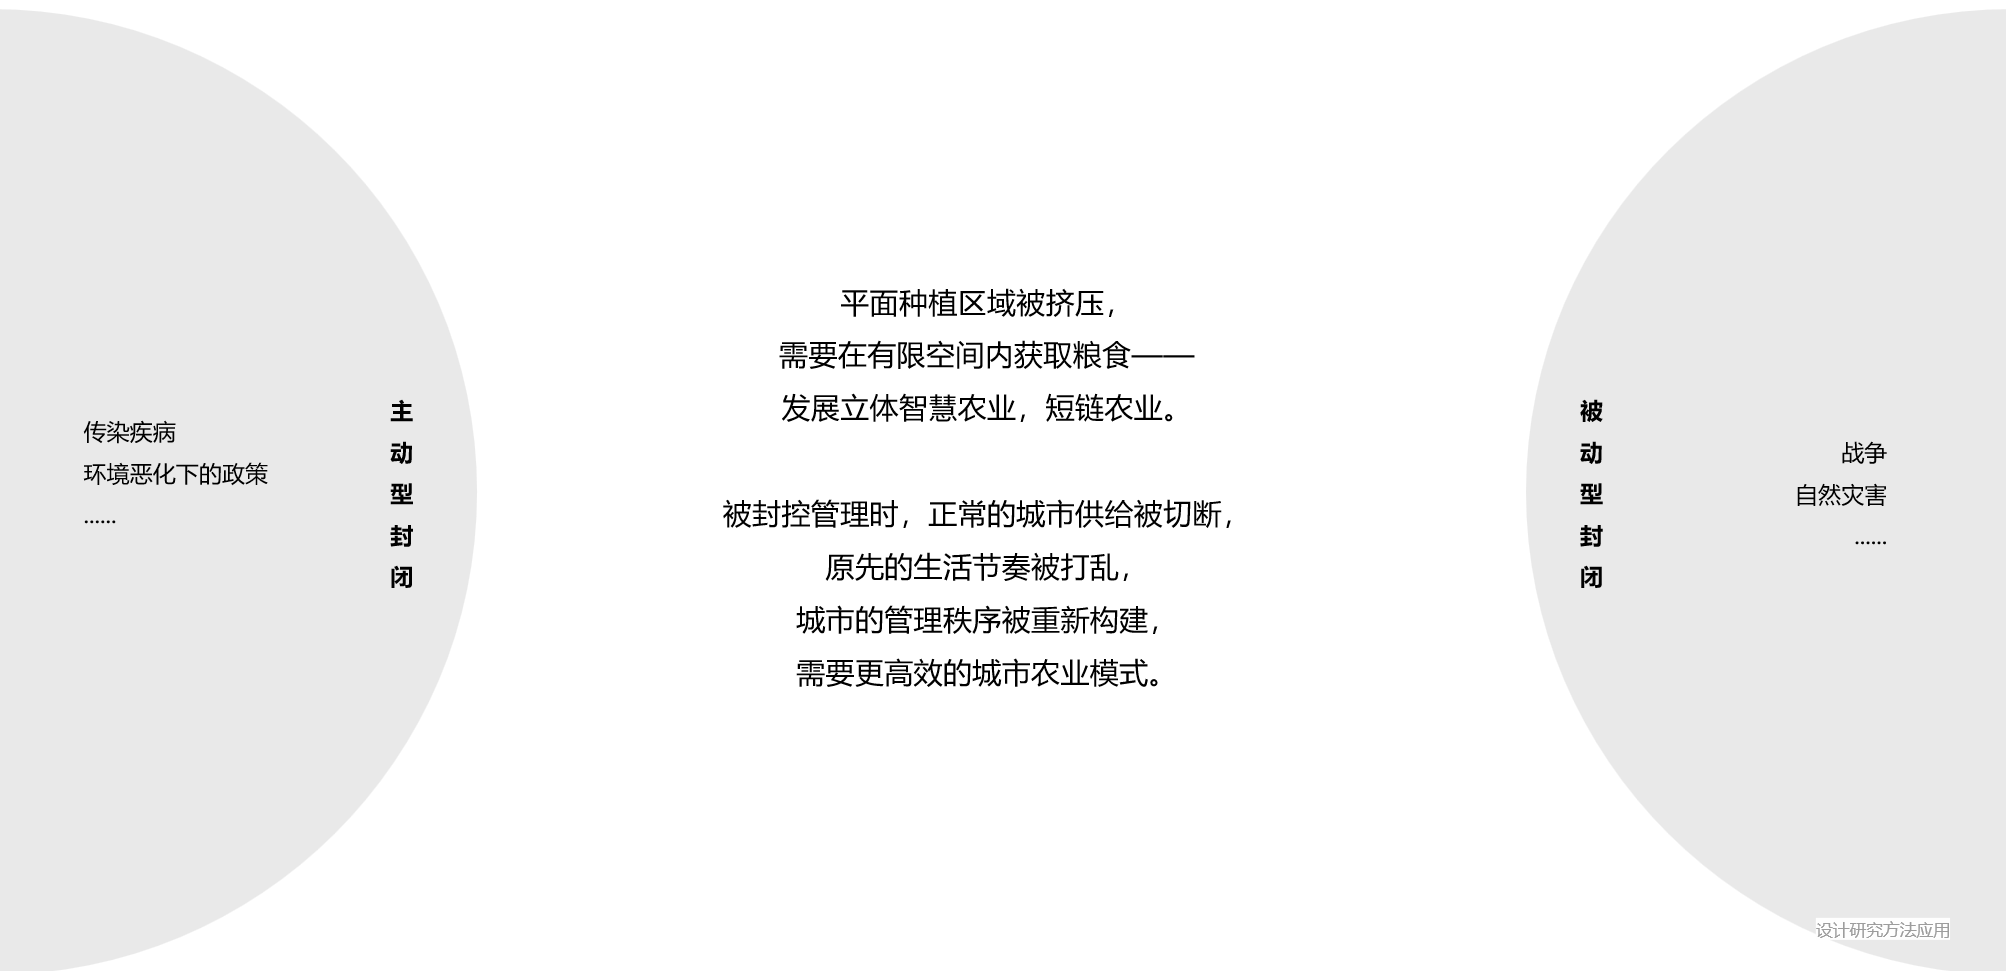 传染疾病
环境恶化下的政策
……
主动型封闭
平面种植区域被挤压，
需要在有限空间内获取粮食——
发展立体智慧农业，短链农业。
被封控管理时，正常的城市供给被切断，
原先的生活节奏被打乱，
城市的管理秩序被重新构建，
需要更高效的城市农业模式。
被动型封闭
战争
自然灾害
……
设计研究方法应用